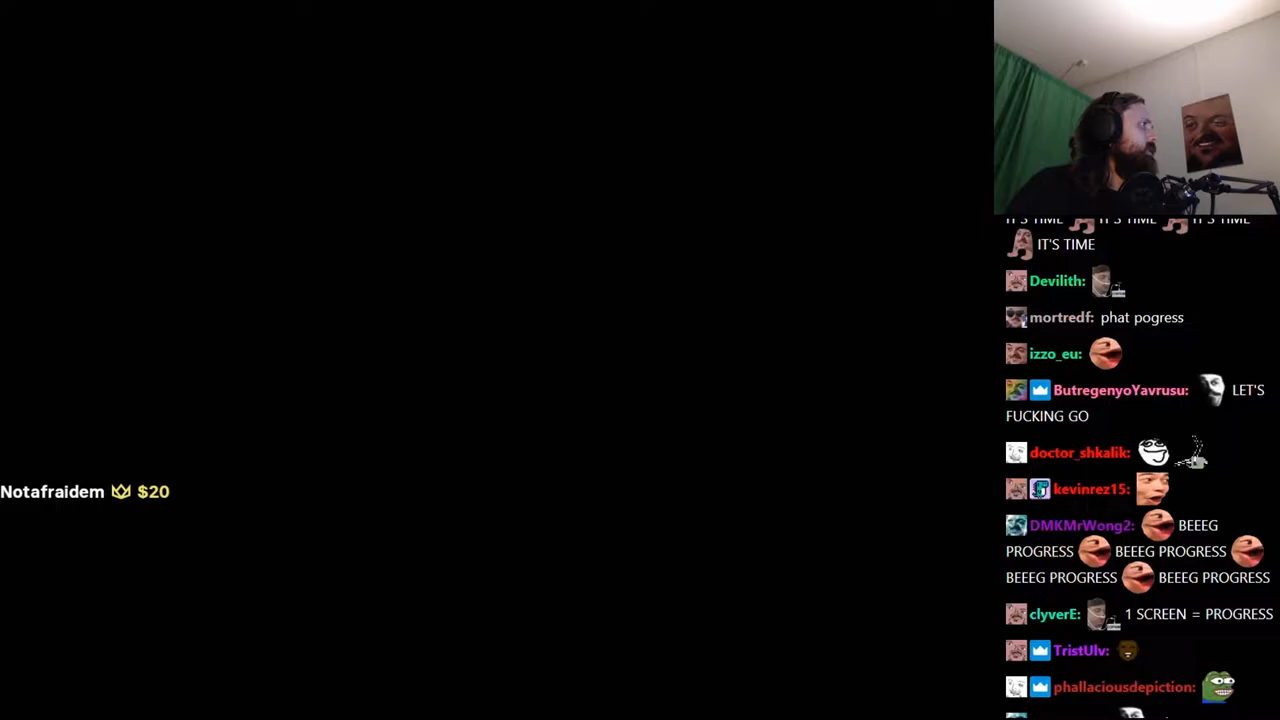 IT'S TIME IT'S TIME IT'S TIME
IT'S TIME
Devilith:
mortredf: phat pogress
izzo_eu:
ButregenyoYavrusu: LET'S
FUCKING GO
doctor_shkalik:
kevinrez15:
DMKMrWong2: BEEEG
PROGRESS BEEEG PROGRESS
BEEEG PROGRESS BEEEG PROGRESS
clyverE: 1 SCREEN = PROGRESS
TristUlv:
phallaciousdepiction:
Notafraidem $20